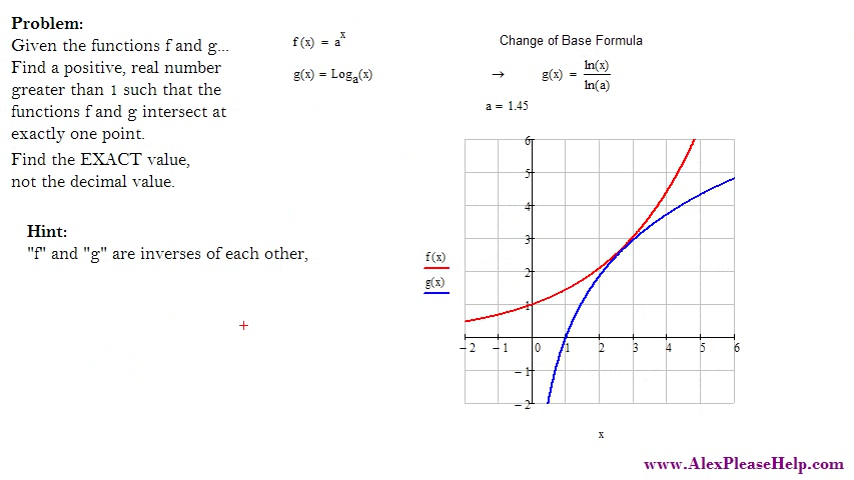 Problem:
Given the functions f and g...
Find a positive, real number
greater than 1 such that the
functions f and g intersect at
exactly one point.
Find the EXACT value,
not the decimal value.
Hint:
"f" and "g" are inverses of each other,
f(x) = a^x
g(x) = Log_a(x)
Change of Base Formula
→ g(x) = ln(x) / ln(a)
a = 1.45
f(x)
g(x)
6
5
4
3
2
1
−1
−2
−2 −1 0 1 2 3 4 5 6
x
www.AlexPleaseHelp.com